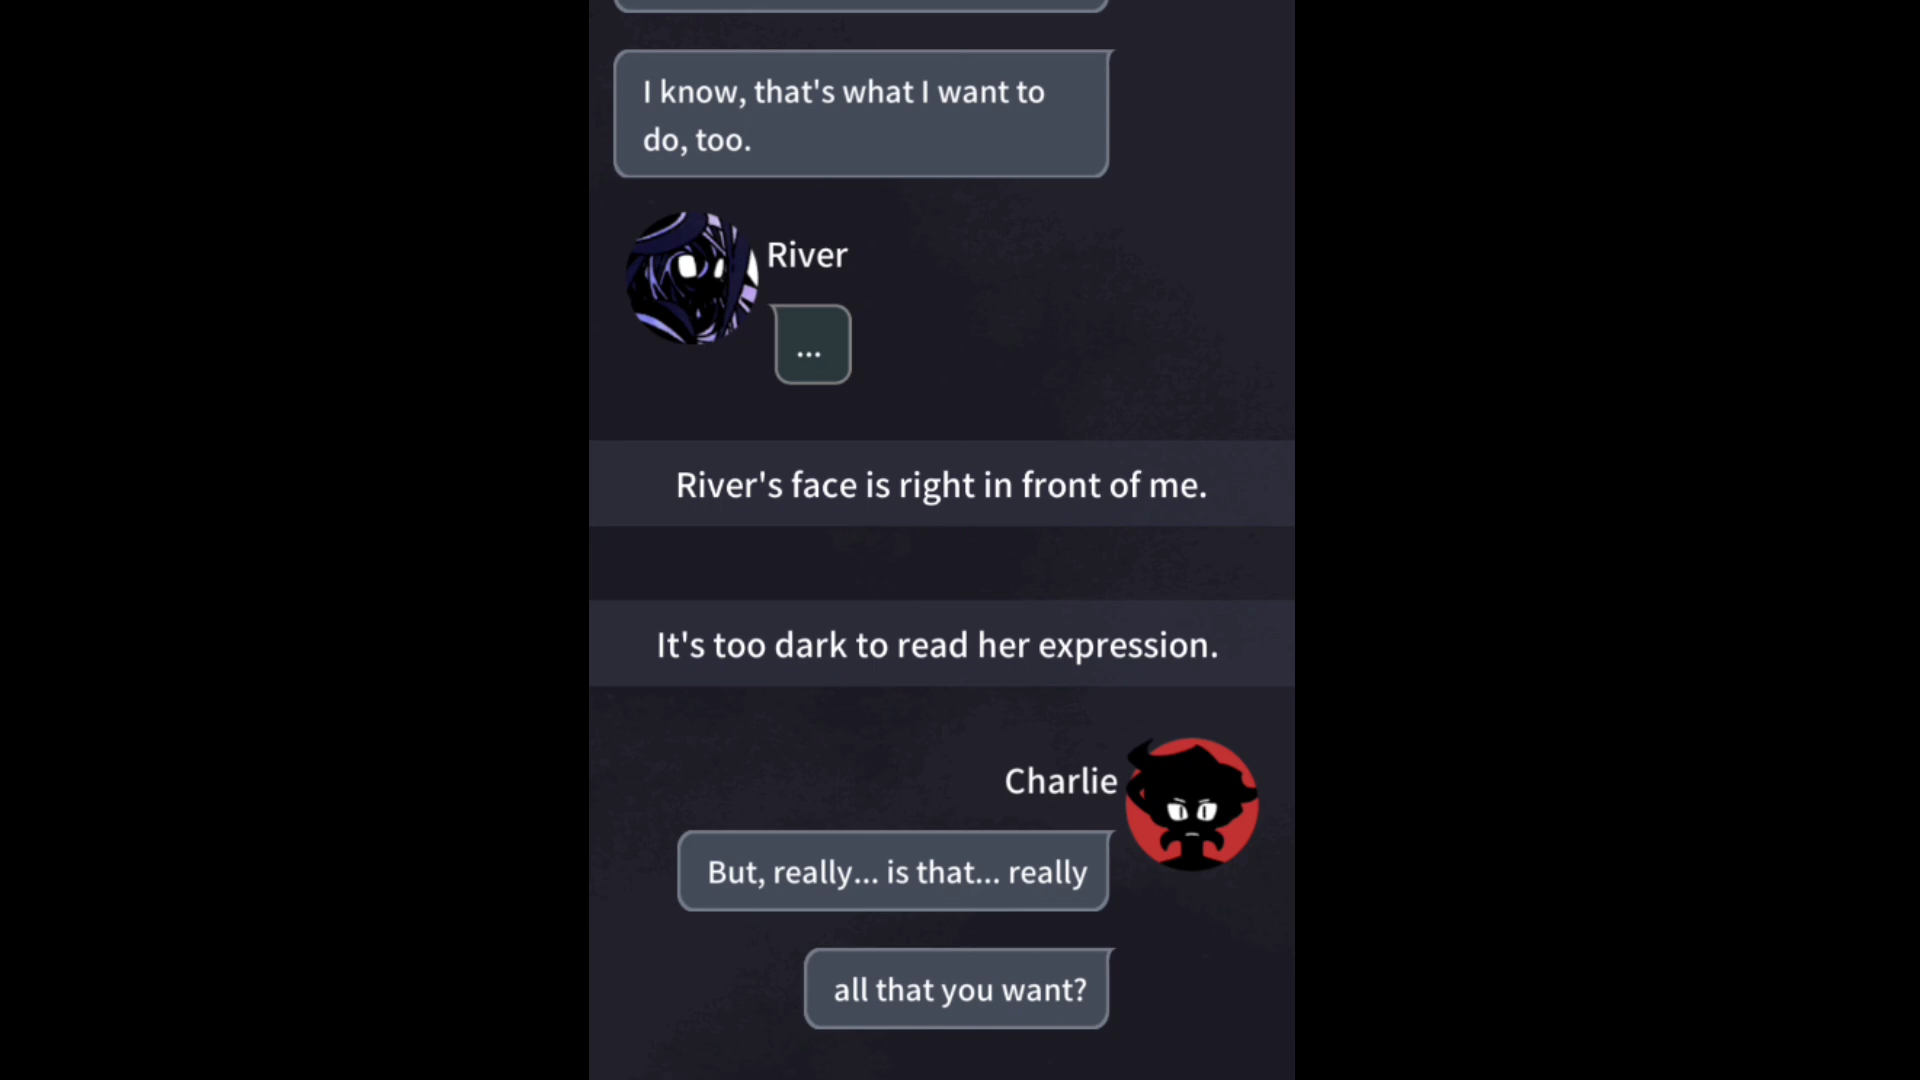 I know, that's what I want to
do, too.
River
...
River's face is right in front of me.
It's too dark to read her expression.
Charlie
But, really... is that... really
all that you want?